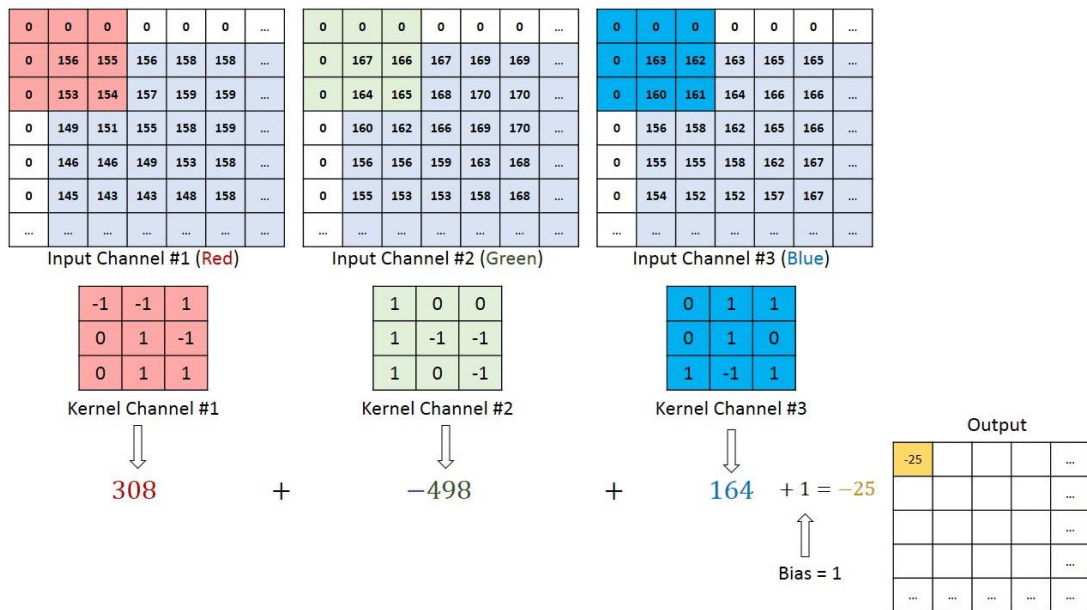 0 0 0 0 0 0 ...
0 156 155 156 158 158 ...
0 153 154 157 159 159 ...
0 149 151 155 158 159 ...
0 146 146 149 153 158 ...
0 145 143 143 148 158 ...
... ... ... ... ... ... ...
Input Channel #1 (Red)
0 0 0 0 0 0 ...
0 167 166 167 169 169 ...
0 164 165 168 170 170 ...
0 160 162 166 169 170 ...
0 156 156 159 163 168 ...
0 155 153 153 158 168 ...
... ... ... ... ... ... ...
Input Channel #2 (Green)
0 0 0 0 0 0 ...
0 163 162 163 165 165 ...
0 160 161 164 166 166 ...
0 156 158 162 165 166 ...
0 155 155 158 162 167 ...
0 154 152 152 157 167 ...
... ... ... ... ... ... ...
Input Channel #3 (Blue)
-1 -1 1
0 1 -1
0 1 1
Kernel Channel #1
1 0 0
1 -1 -1
1 0 -1
Kernel Channel #2
0 1 1
0 1 0
1 -1 1
Kernel Channel #3
308 + −498 + 164 + 1 = −25
Bias = 1
Output
-25 ...
...
...
...
... ... ... ... ...